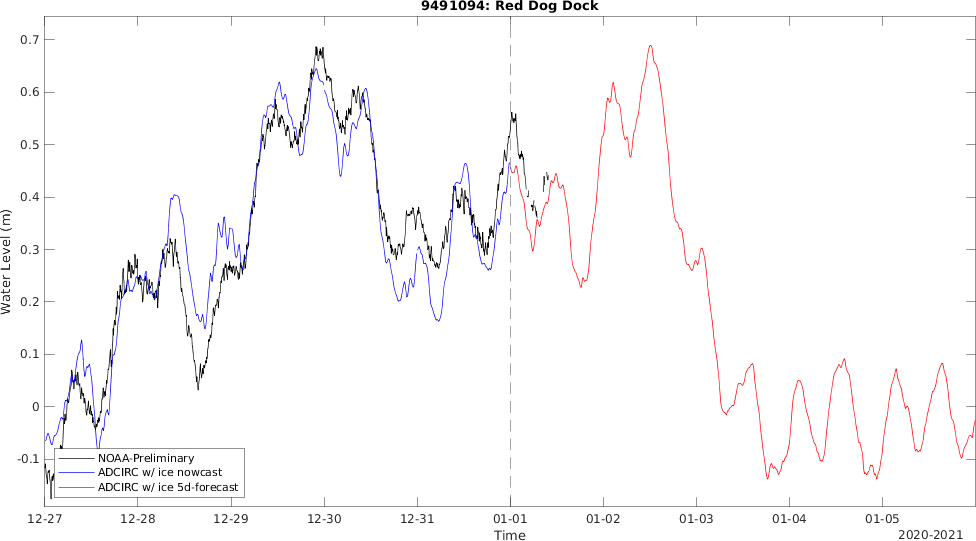 9491094: Red Dog Dock
Water Level (m)
0.7
0.6
0.5
0.4
0.3
0.2
0.1
0
-0.1
NOAA-Preliminary
ADCIRC w/ ice nowcast
ADCIRC w/ ice 5d-forecast
12-27 12-28 12-29 12-30 12-31 01-01 01-02 01-03 01-04 01-05
Time
2020-2021